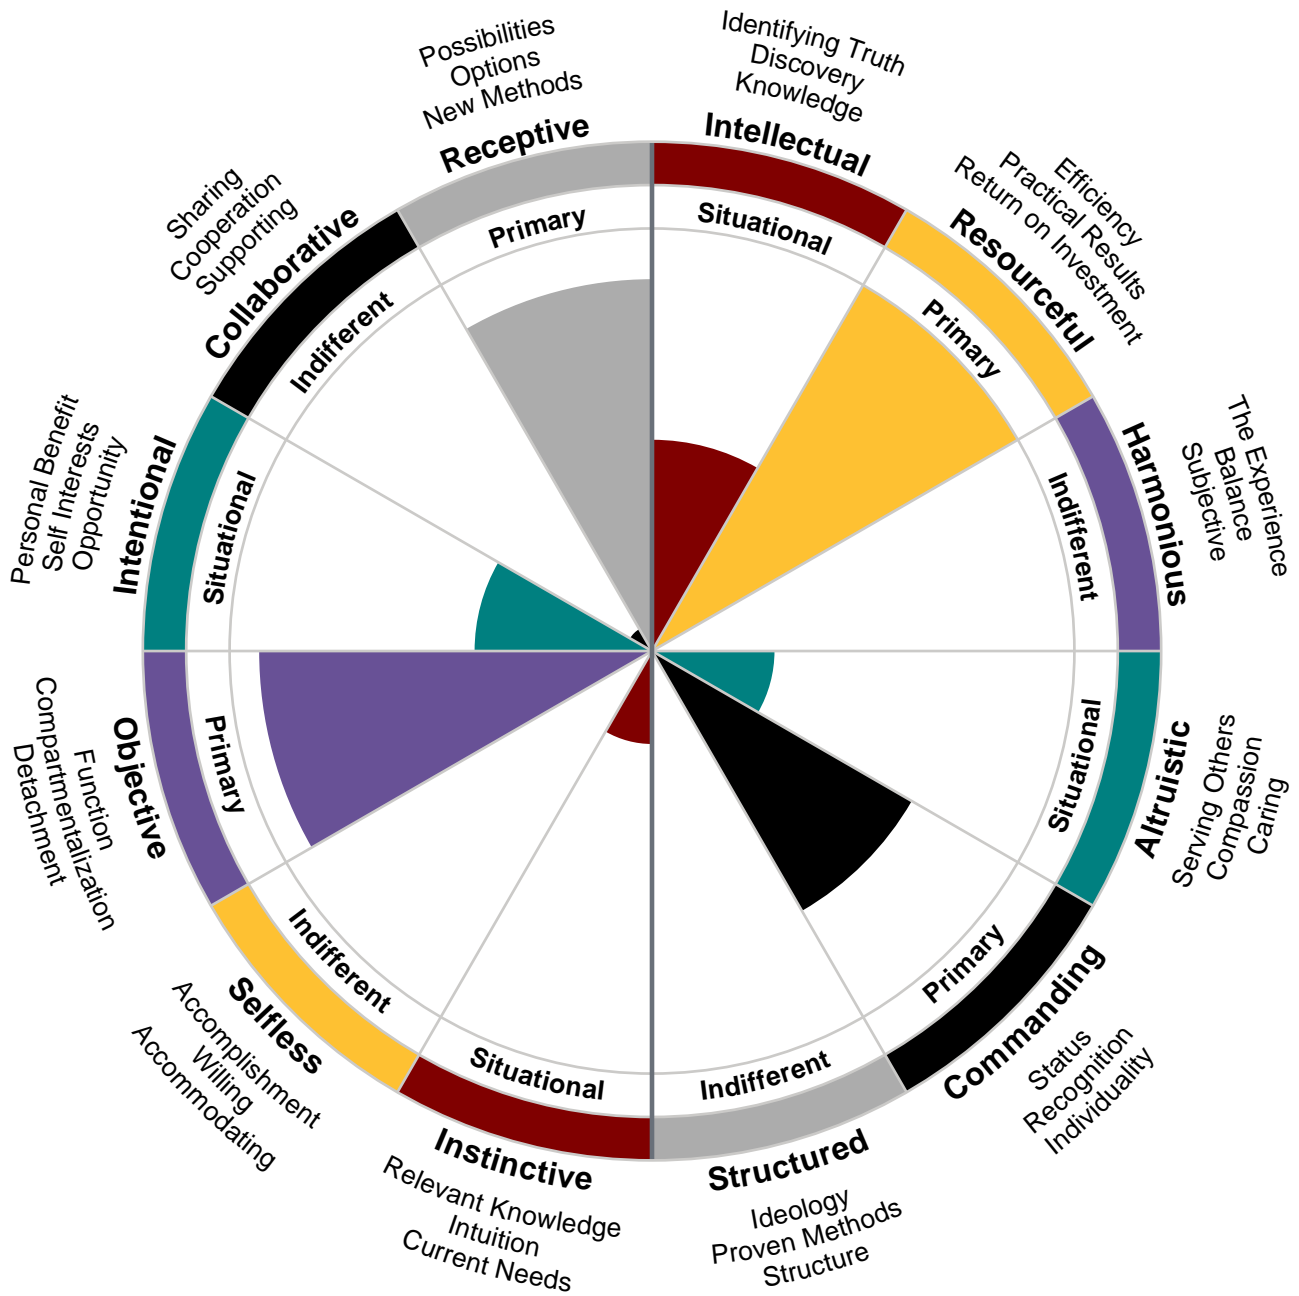 Identifying Truth
Discovery
Knowledge
Intellectual
Situational
Efficiency
Practical Results
Return on Investment
Resourceful
Primary
The Experience
Balance
Subjective
Harmonious
Indifferent
Altruistic
Serving Others
Compassion
Caring
Situational
Commanding
Status
Recognition
Individuality
Primary
Indifferent
Structured
Ideology
Proven Methods
Structure
Situational
Instinctive
Relevant Knowledge
Intuition
Current Needs
Indifferent
Selfless
Accomplishment
Willing
Accommodating
Primary
Objective
Function
Compartmentalization
Detachment
Personal Benefit
Self Interests
Opportunity
Intentional
Situational
Sharing
Cooperation
Supporting
Collaborative
Indifferent
Possibilities
Options
New Methods
Receptive
Primary